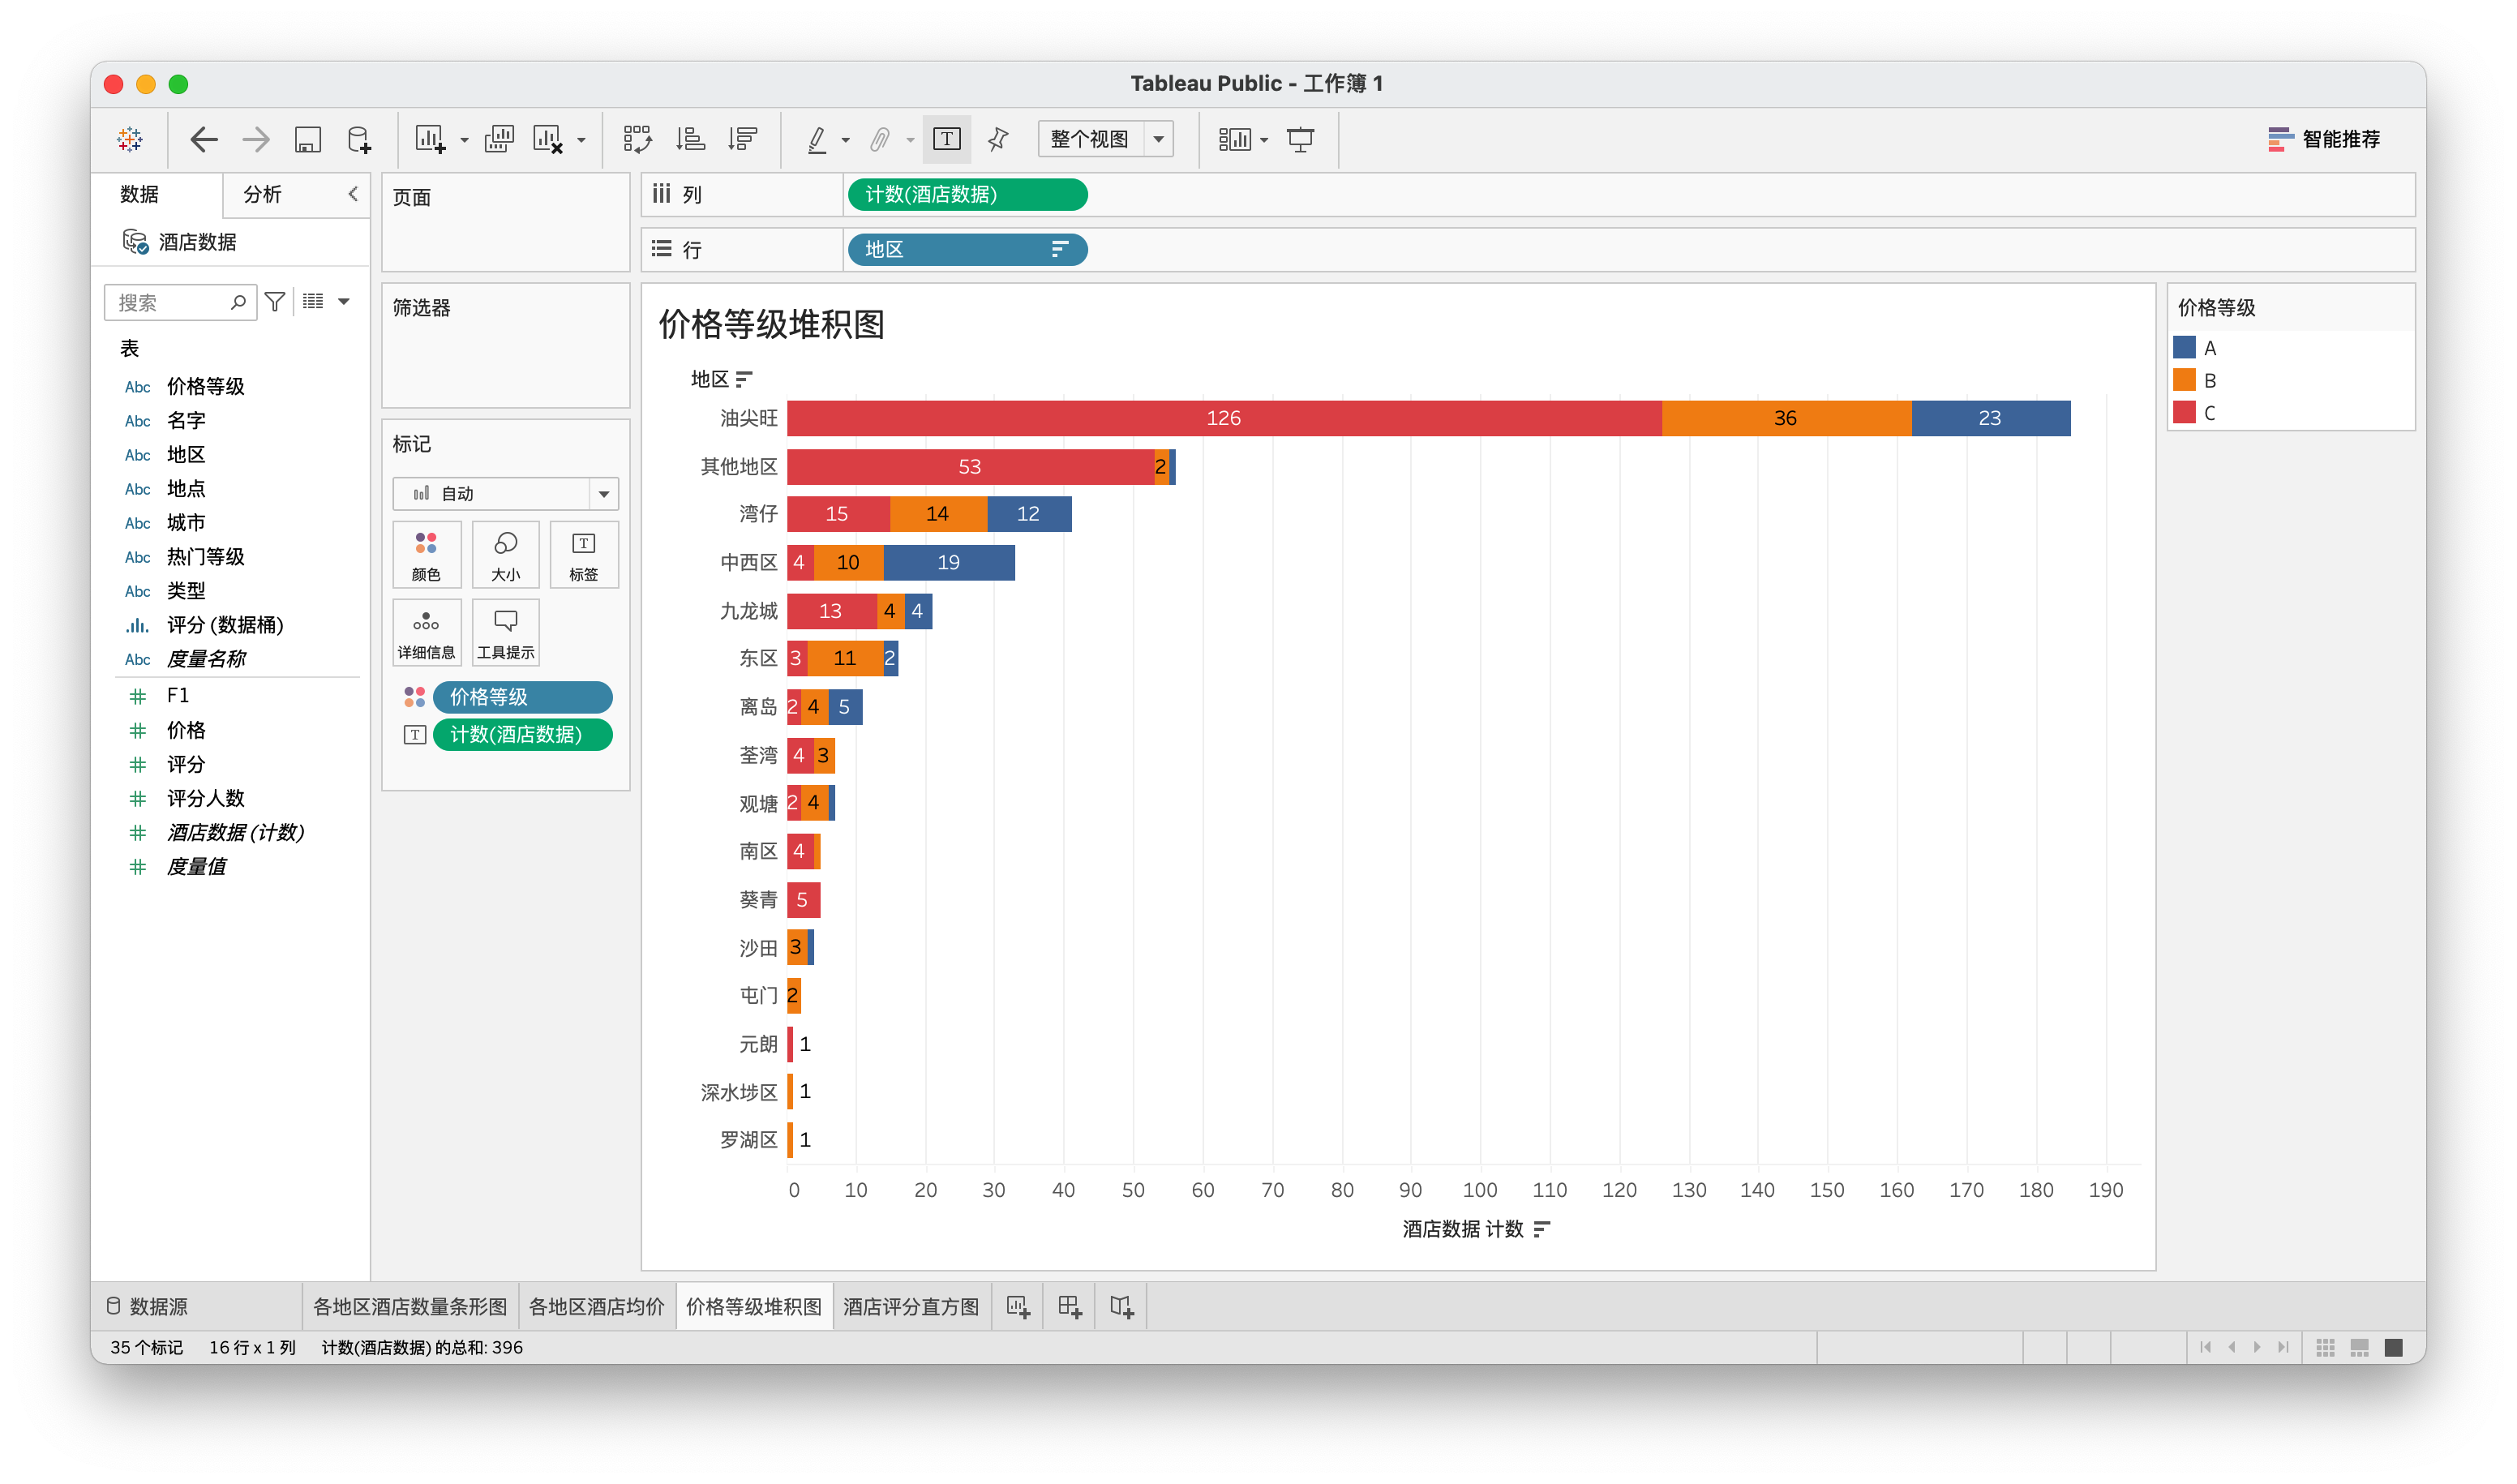 Tableau Public - 工作簿 1
整个视图
智能推荐
数据 分析
酒店数据
搜索
表
Abc 价格等级
Abc 名字
Abc 地区
Abc 地点
Abc 城市
Abc 热门等级
Abc 类型
评分 (数据桶)
Abc 度量名称
F1
价格
评分
评分人数
酒店数据 (计数)
度量值
页面
筛选器
标记
自动
颜色 大小 标签
详细信息 工具提示
价格等级
计数(酒店数据)
列 计数(酒店数据)
行 地区
价格等级堆积图
地区
油尖旺 126 36 23
其他地区 53 2
湾仔 15 14 12
中西区 4 10 19
九龙城 13 4 4
东区 3 11 2
离岛 2 4 5
荃湾 4 3
观塘 2 4
南区 4
葵青 5
沙田 3
屯门 2
元朗 1
深水埗区 1
罗湖区 1
0 10 20 30 40 50 60 70 80 90 100 110 120 130 140 150 160 170 180 190
酒店数据 计数
价格等级
A
B
C
数据源 各地区酒店数量条形图 各地区酒店均价 价格等级堆积图 酒店评分直方图
35 个标记 16 行 x 1 列 计数(酒店数据) 的总和: 396